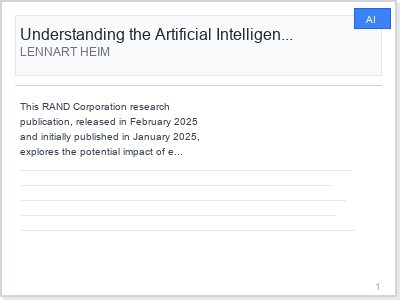 AI
Understanding the Artificial Intelligen...
LENNART HEIM
This RAND Corporation research
publication, released in February 2025
and initially published in January 2025,
explores the potential impact of e...
1